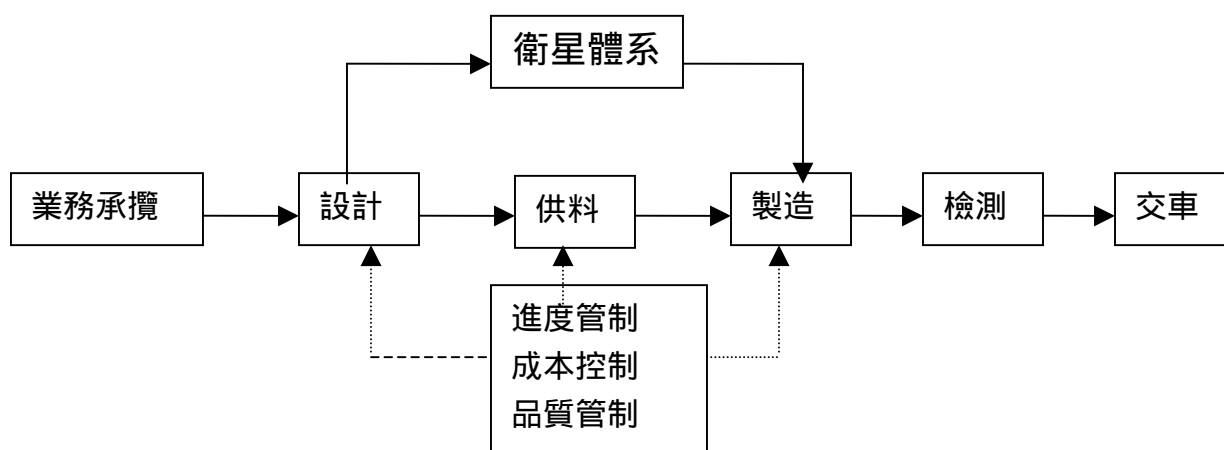 衛星體系
業務承攬
設計
供料
製造
檢測
交車
進度管制
成本控制
品質管制